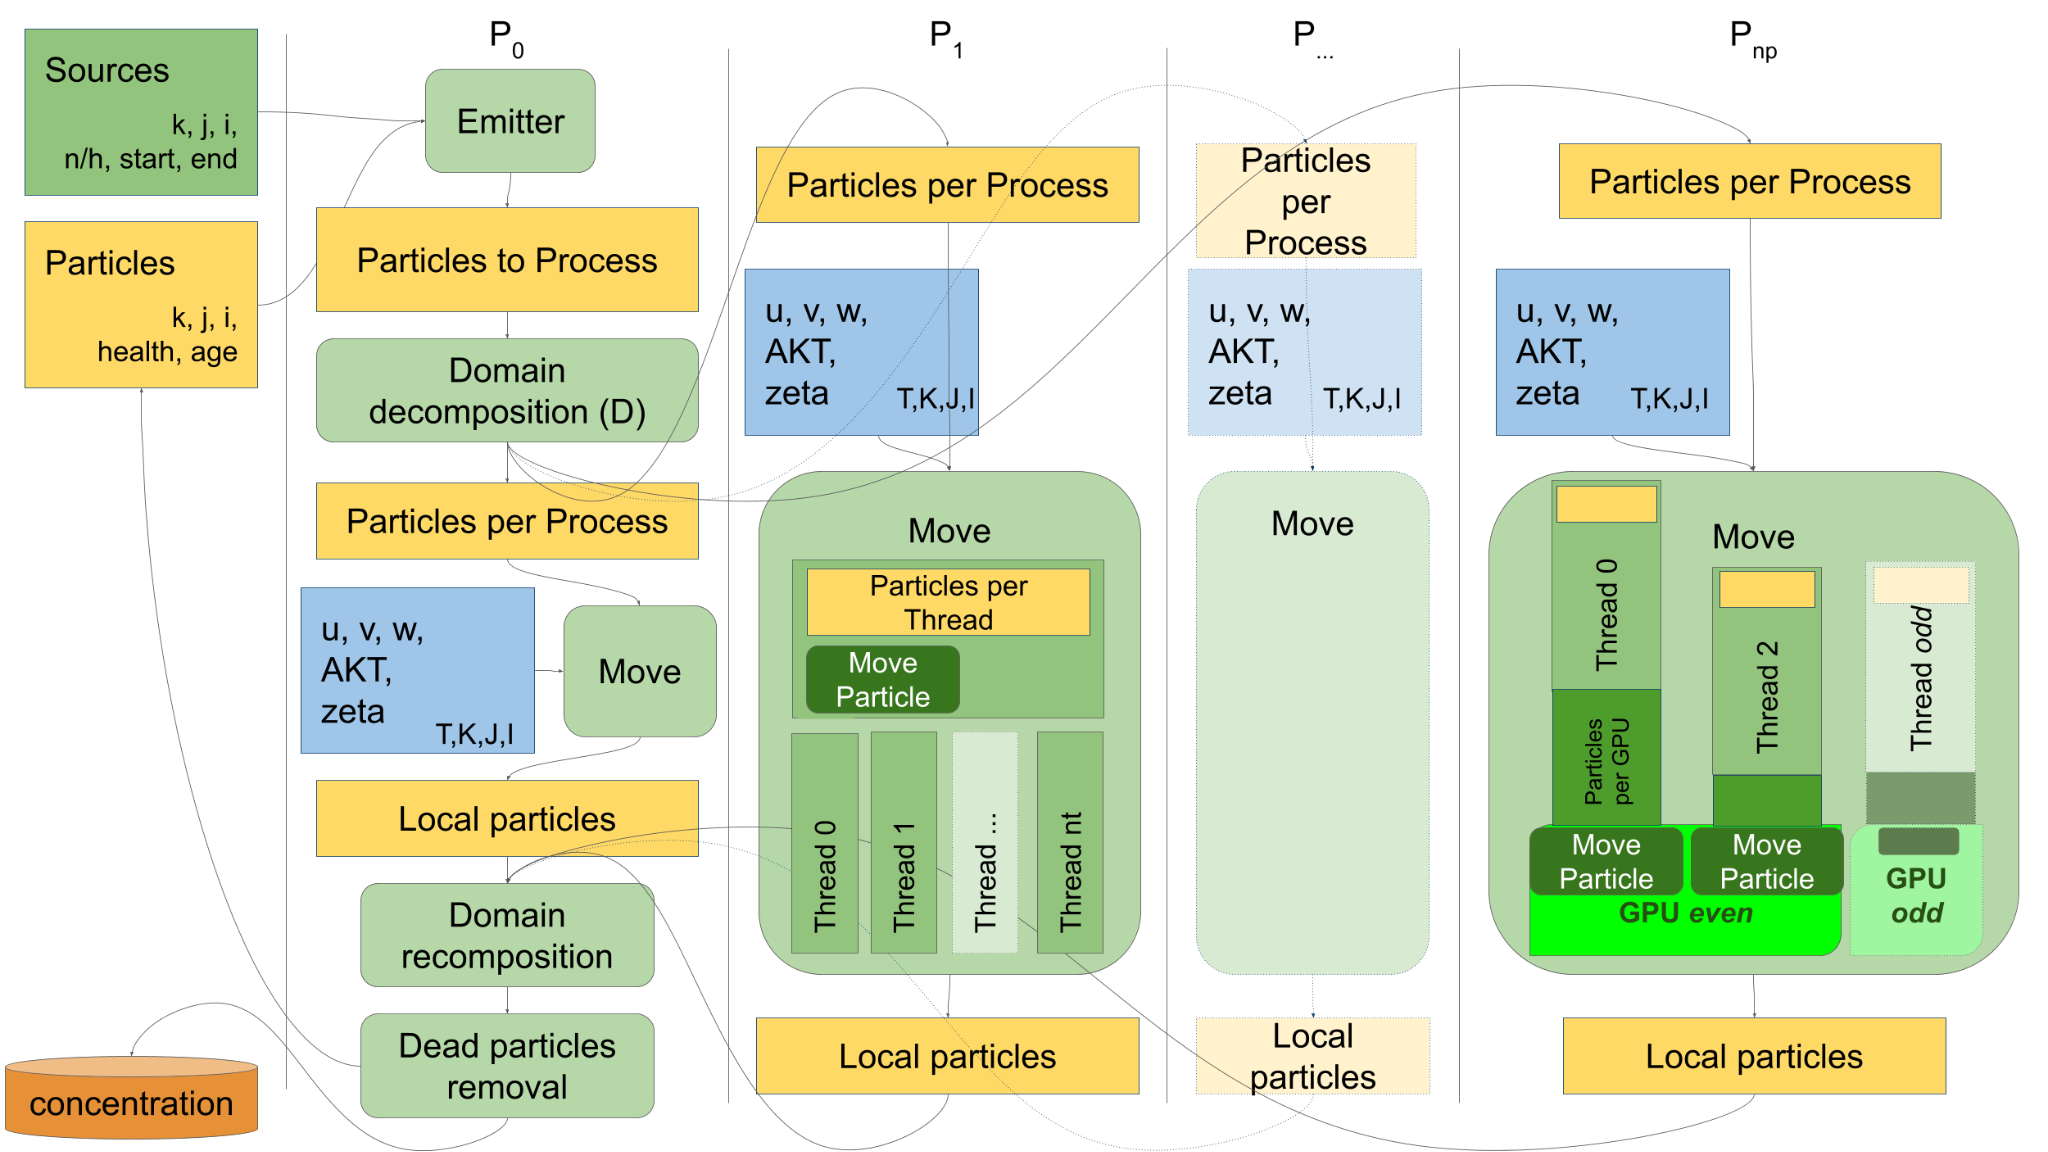 Sources
k, j, i,
n/h, start, end
Particles
k, j, i,
health, age
concentration
P0
Emitter
Particles to Process
Domain
decomposition (D)
Particles per Process
u, v, w,
AKT,
zeta
T,K,J,I
Move
Local particles
Domain
recomposition
Dead particles
removal
P1
Particles per Process
u, v, w,
AKT,
zeta
T,K,J,I
Move
Particles per
Thread
Move
Particle
Thread 0
Thread 1
Thread ...
Thread nt
Local particles
P...
Particles
per
Process
u, v, w,
AKT,
zeta
T,K,J,I
Move
Local
particles
Pnp
Particles per Process
u, v, w,
AKT,
zeta
T,K,J,I
Move
Thread 0
Particles
per GPU
Thread 2
Thread odd
Move
Particle
Move
Particle
GPU even
GPU
odd
Local particles